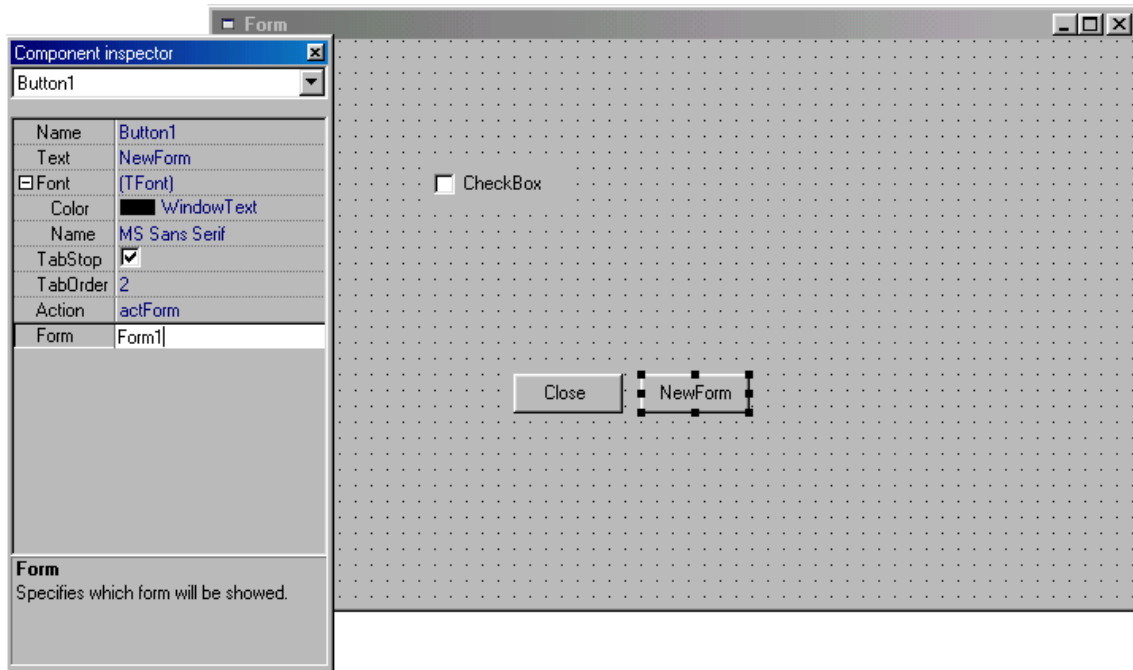 Form
Component inspector
Button1
Name Button1
Text NewForm
Font (TFont)
Color WindowText
Name MS Sans Serif
TabStop
TabOrder 2
Action actForm
Form Form1
CheckBox
Close NewForm
Form
Specifies which form will be showed.